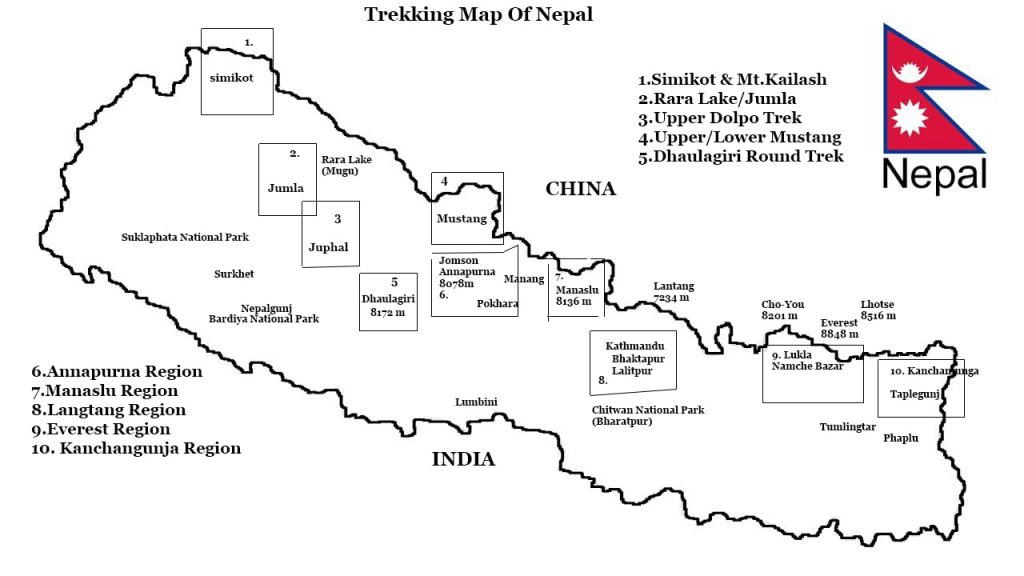 Trekking Map Of Nepal
1.
simikot
1.Simikot & Mt.Kailash
2.Rara Lake/Jumla
3.Upper Dolpo Trek
4.Upper/Lower Mustang
5.Dhaulagiri Round Trek
Nepal
2.
Jumla
Rara Lake
(Mugu)
3
Juphal
4
Mustang
CHINA
Suklaphata National Park
Surkhet
Nepalgunj
Bardiya National Park
5
Dhaulagiri
8172 m
Jomson
Annapurna
8078m
6.
Manang
Pokhara
7.
Manaslu
8136 m
Lantang
7234 m
Cho-You
8201 m
Everest
8848 m
Lhotse
8516 m
Kathmandu
Bhaktapur
Lalitpur
8.
9. Lukla
Namche Bazar
10. Kanchanjunga
Taplegunj
6.Annapurna Region
7.Manaslu Region
8.Langtang Region
9.Everest Region
10. Kanchangunja Region
Lumbini
Chitwan National Park
(Bharatpur)
Tumlingtar
Phaplu
INDIA